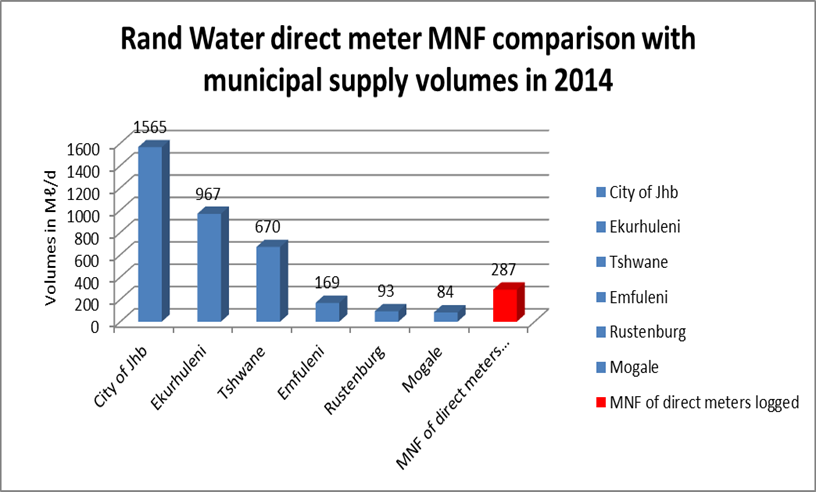 Rand Water direct meter MNF comparison with
municipal supply volumes in 2014
Volumes in Mℓ/d
1600
1400
1200
1000
800
600
400
200
0
1565
967
670
169
93
84
287
City of Jhb
Ekurhuleni
Tshwane
Emfuleni
Rustenburg
Mogale
MNF of direct meters...
City of Jhb
Ekurhuleni
Tshwane
Emfuleni
Rustenburg
Mogale
MNF of direct meters logged